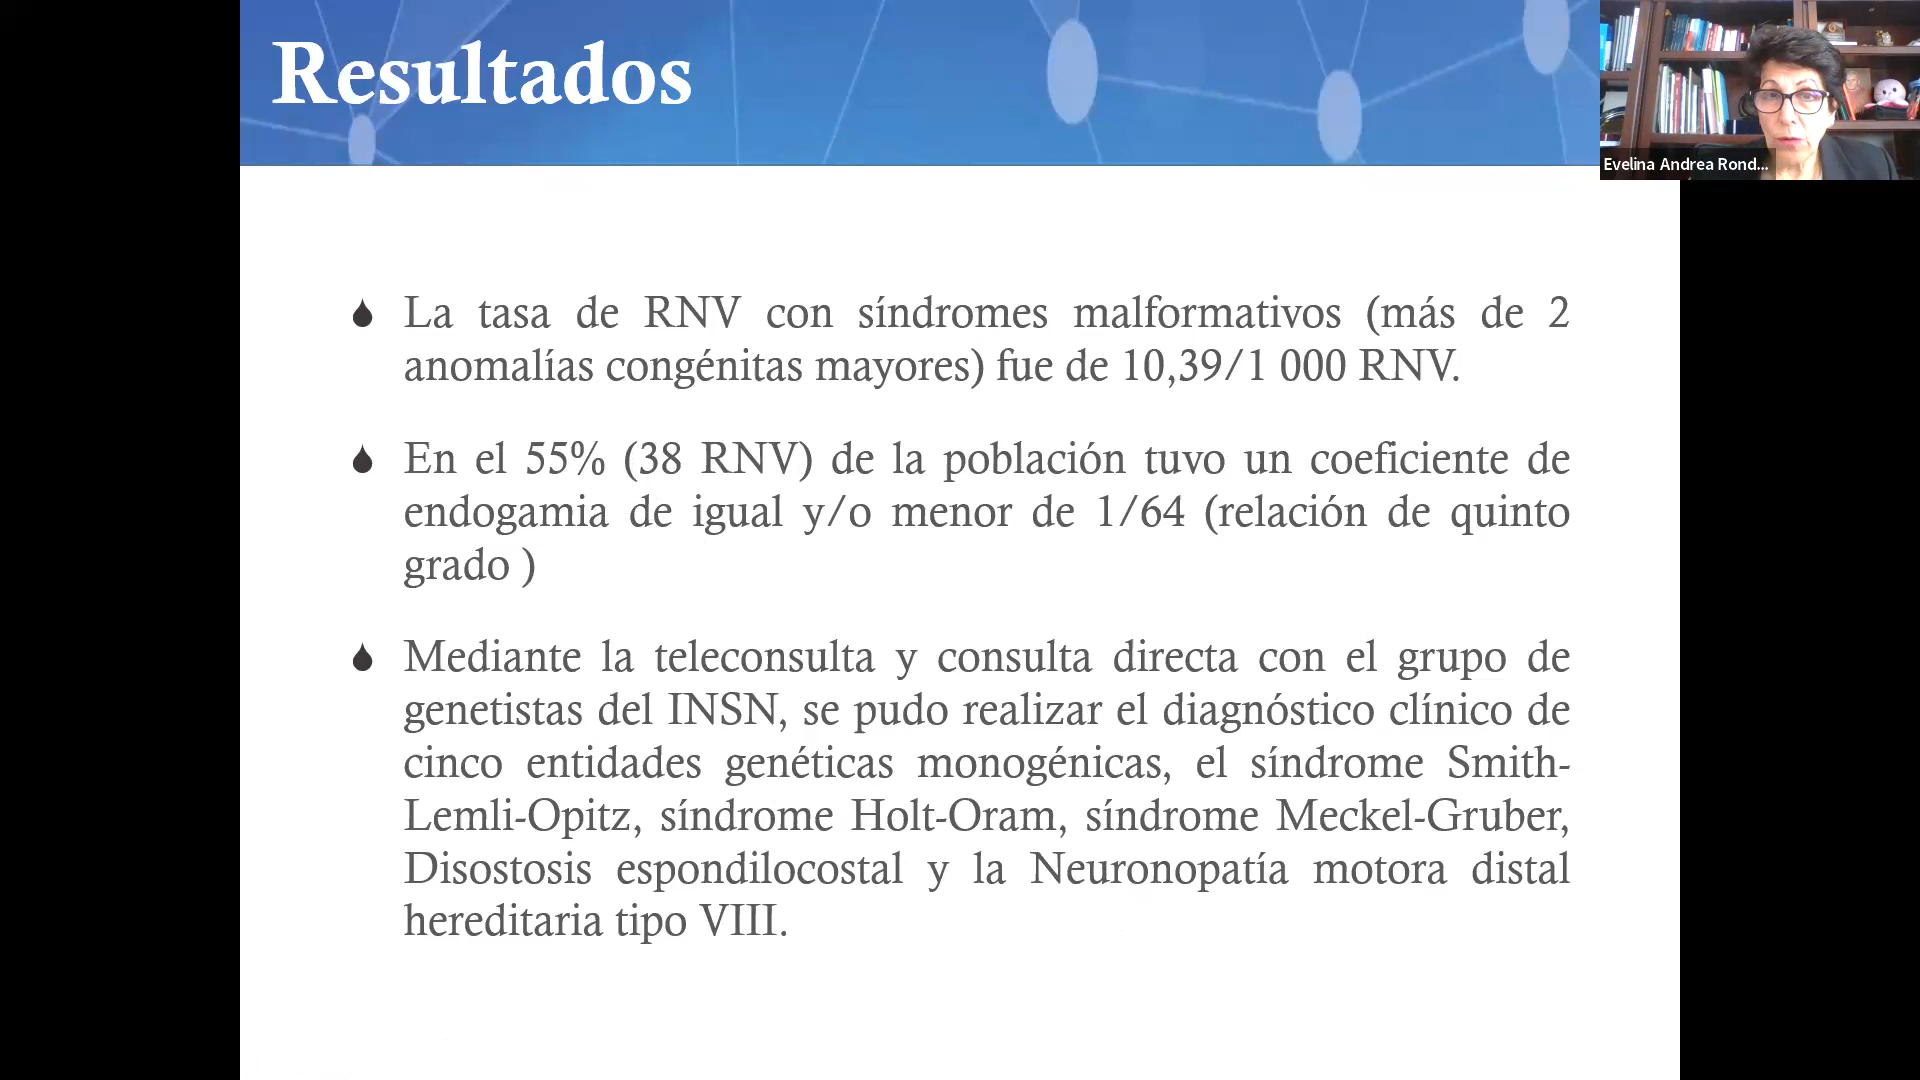 Resultados
Evelina Andrea Rond...
La tasa de RNV con síndromes malformativos (más de 2
anomalías congénitas mayores) fue de 10,39/1 000 RNV.
En el 55% (38 RNV) de la población tuvo un coeficiente de
endogamia de igual y/o menor de 1/64 (relación de quinto
grado )
Mediante la teleconsulta y consulta directa con el grupo de
genetistas del INSN, se pudo realizar el diagnóstico clínico de
cinco entidades genéticas monogénicas, el síndrome Smith-
Lemli-Opitz, síndrome Holt-Oram, síndrome Meckel-Gruber,
Disostosis espondilocostal y la Neuronopatía motora distal
hereditaria tipo VIII.